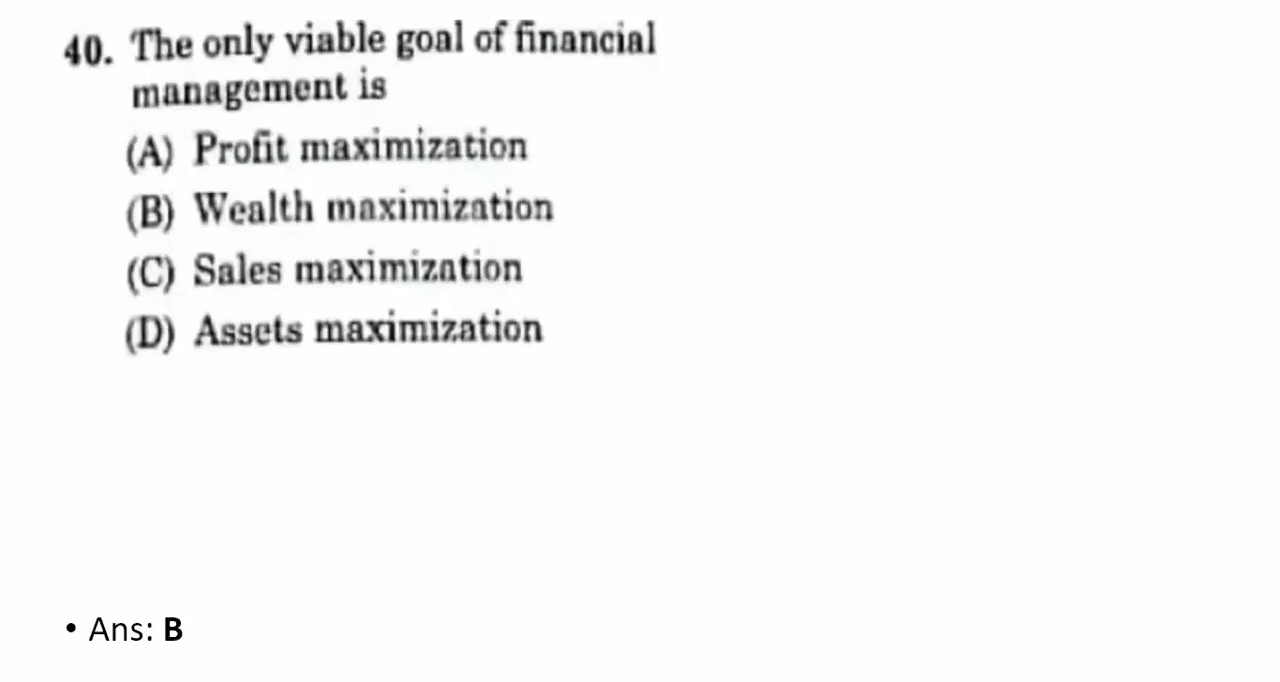 40. The only viable goal of financial
management is
(A) Profit maximization
(B) Wealth maximization
(C) Sales maximization
(D) Assets maximization
• Ans: B